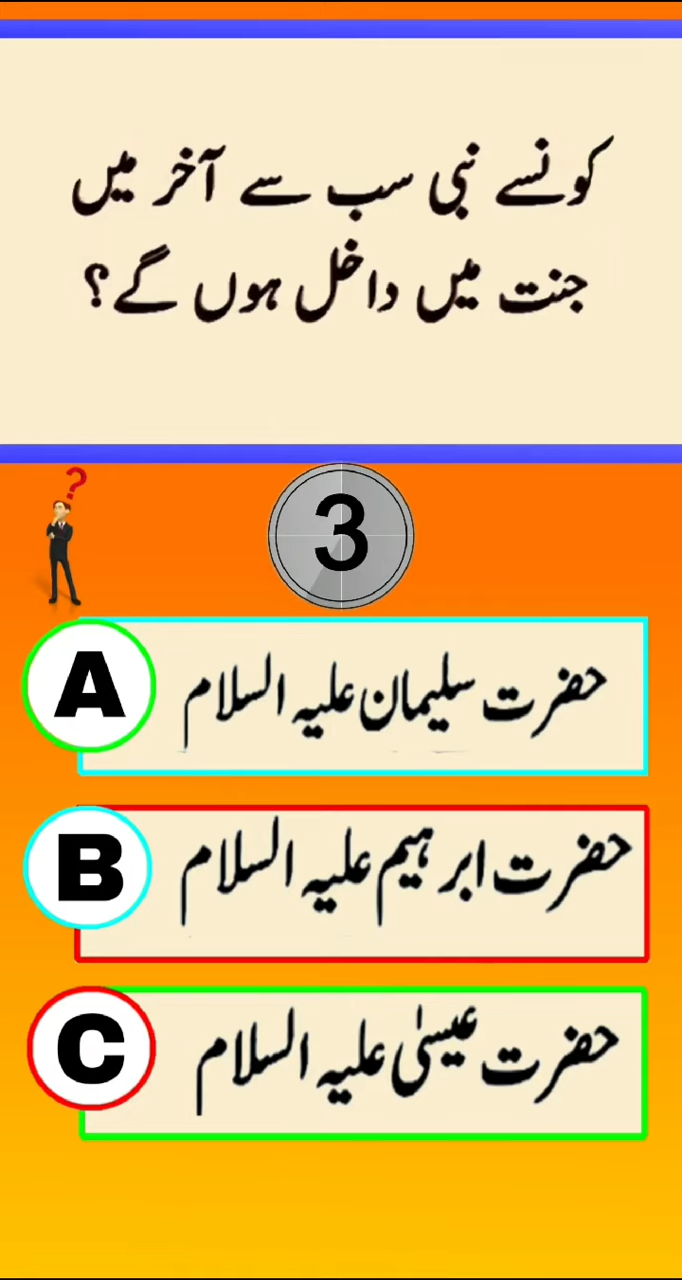 کونسے نبی سب سے آخر میں
جنت میں داخل ہوں گے؟
?
3
A
حضرت سلیمان علیہ السلام
B
حضرت ابرہیم علیہ السلام
C
حضرت عیسیٰ علیہ السلام